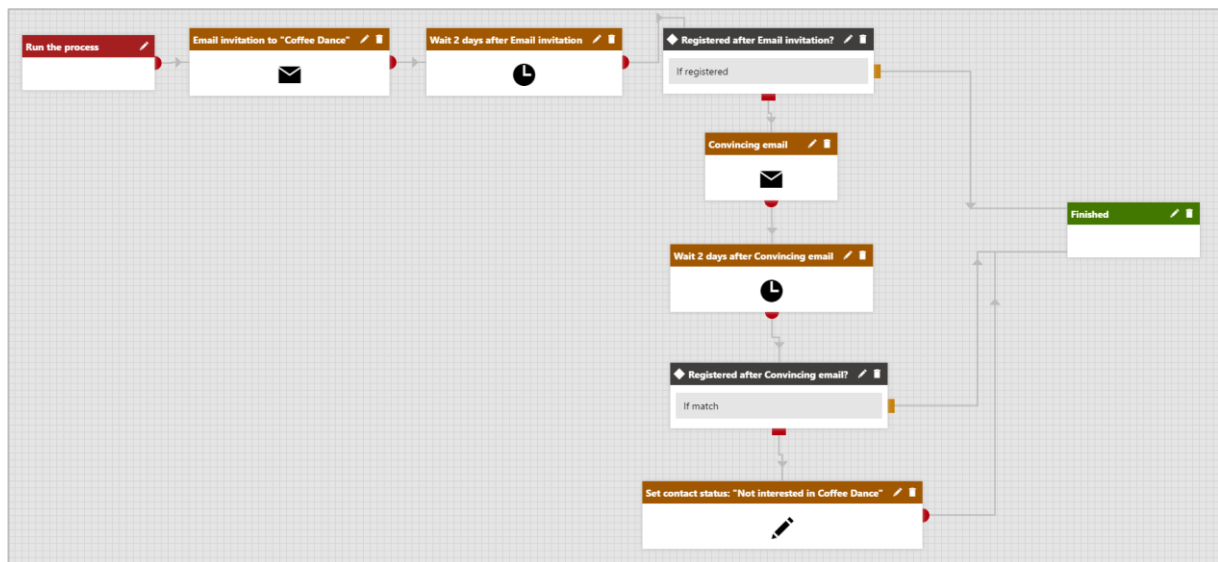 Run the process
Email invitation to "Coffee Dance"
Wait 2 days after Email invitation
Registered after Email invitation?
If registered
Convincing email
Finished
Wait 2 days after Convincing email
Registered after Convincing email?
If match
Set contact status: "Not interested in Coffee Dance"